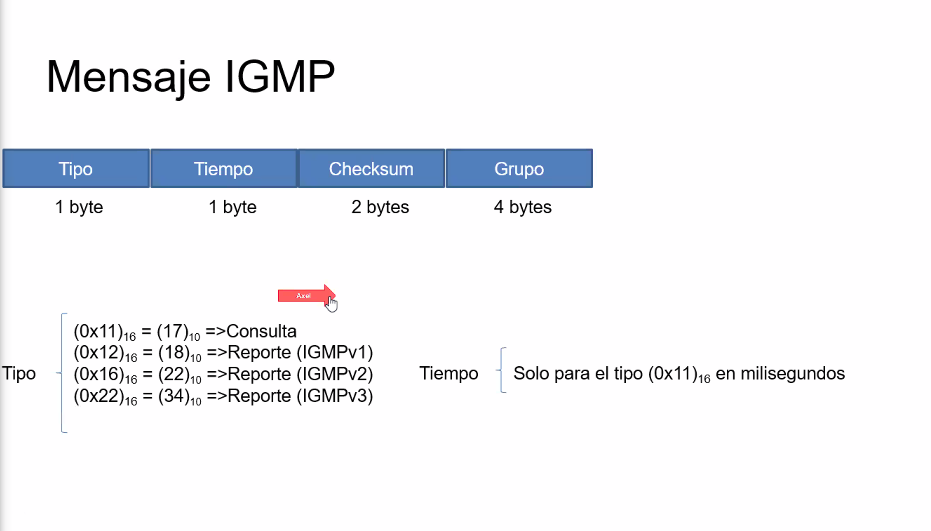 Mensaje IGMP
Tipo Tiempo Checksum Grupo
1 byte 1 byte 2 bytes 4 bytes
Axel
Tipo
(0x11)16 = (17)10 =>Consulta
(0x12)16 = (18)10 =>Reporte (IGMPv1)
(0x16)16 = (22)10 =>Reporte (IGMPv2)
(0x22)16 = (34)10 =>Reporte (IGMPv3)
Tiempo
Solo para el tipo (0x11)16 en milisegundos